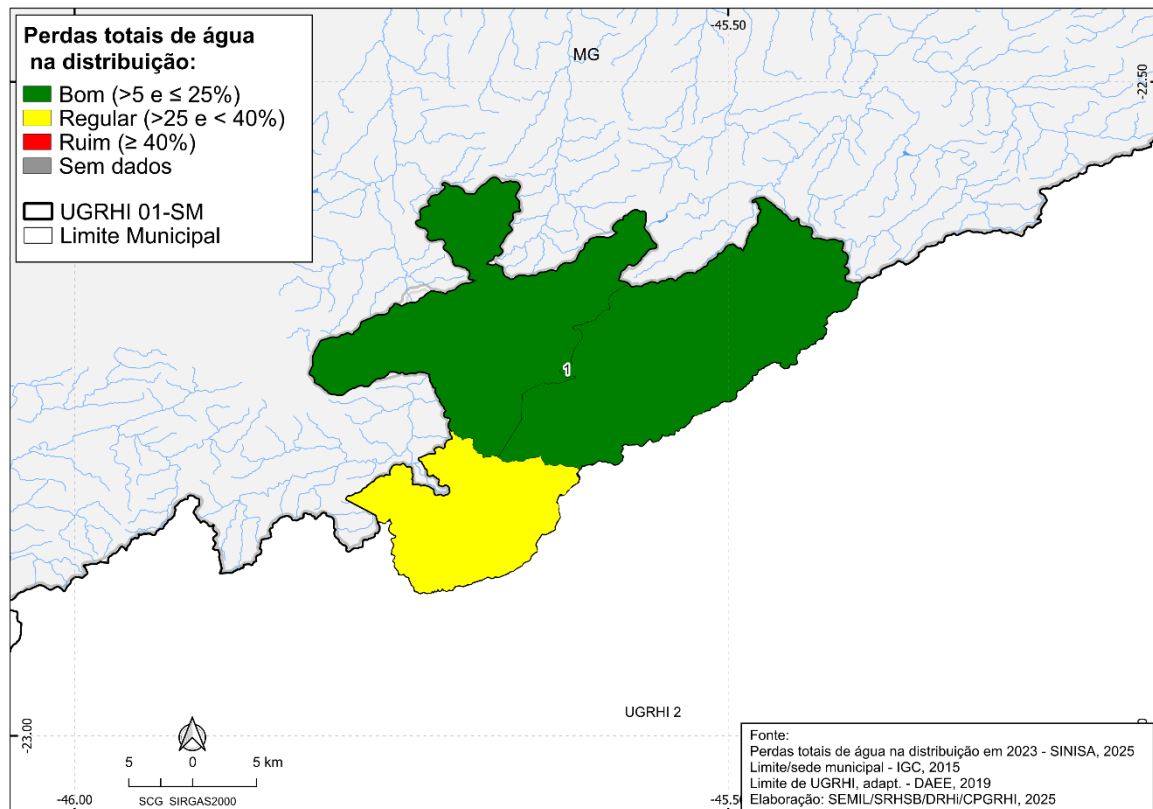 Perdas totais de água
na distribuição:
Bom (>5 e ≤ 25%)
Regular (>25 e < 40%)
Ruim (≥ 40%)
Sem dados
UGRHI 01-SM
Limite Municipal
-45.50
MG
-22.50
1
UGRHI 2
-23.00
5 0 5 km
SCG SIRGAS2000
-46.00
-45.50
Fonte:
Perdas totais de água na distribuição em 2023 - SINISA, 2025
Limite/sede municipal - IGC, 2015
Limite de UGRHI, adapt. - DAEE, 2019
Elaboração: SEMIL/SRHSB/DRHi/CPGRHI, 2025